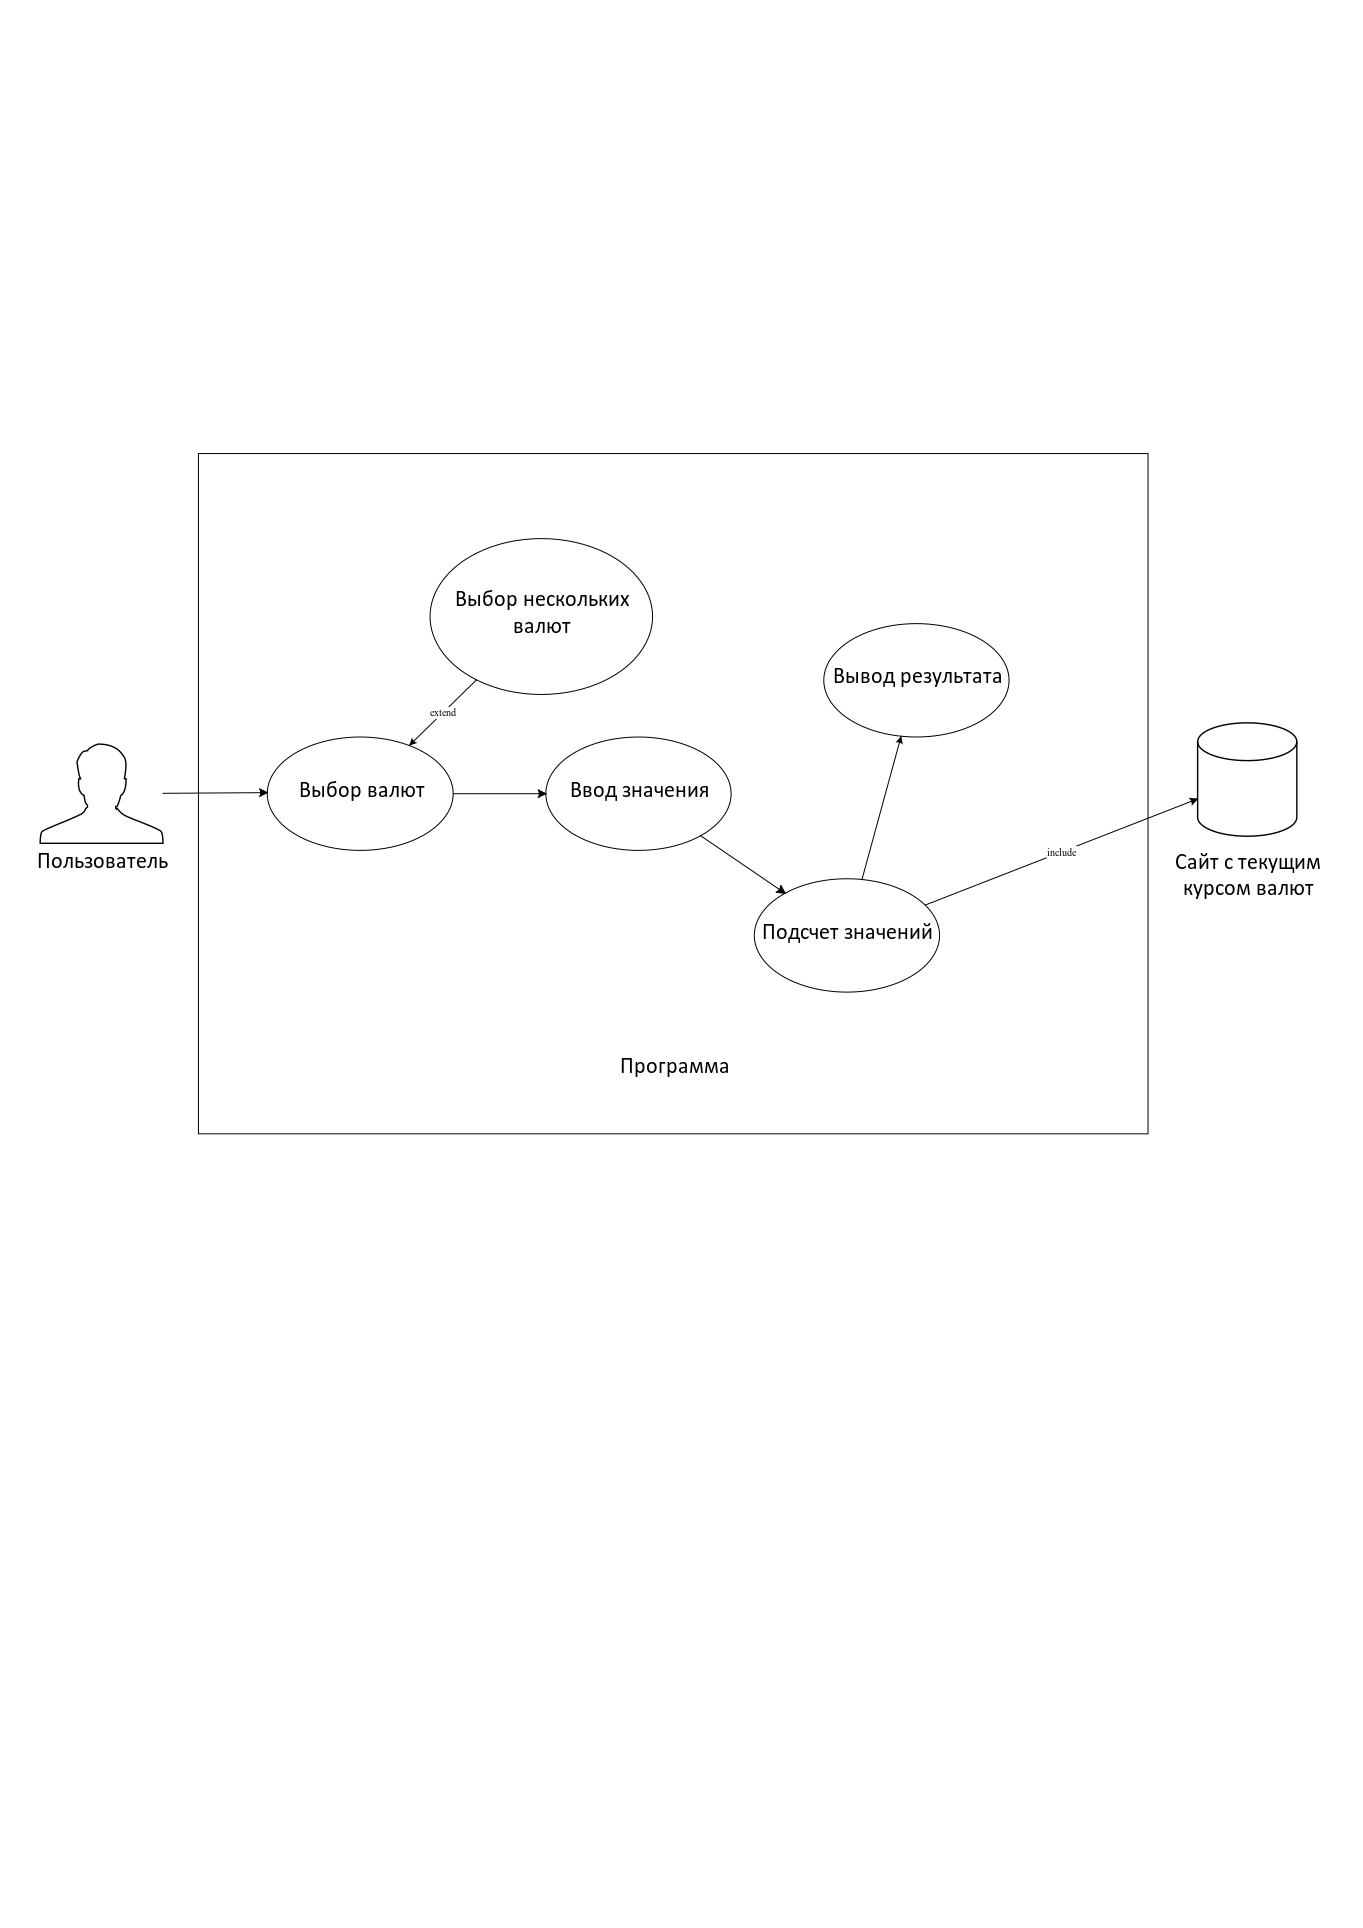 Выбор нескольких
валют
Вывод результата
extend
Выбор валют
Ввод значения
Пользователь
include
Сайт с текущим
курсом валют
Подсчет значений
Программа